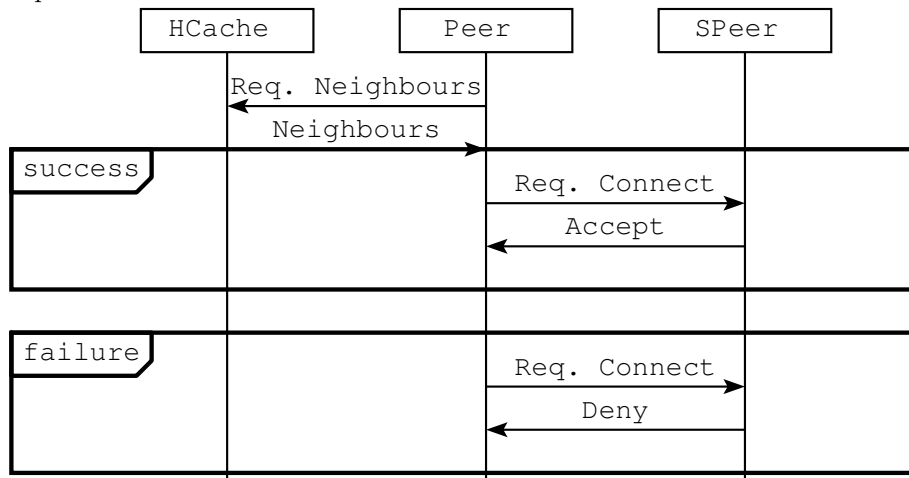 HCache
Peer
SPeer
Req. Neighbours
Neighbours
success
Req. Connect
Accept
failure
Req. Connect
Deny